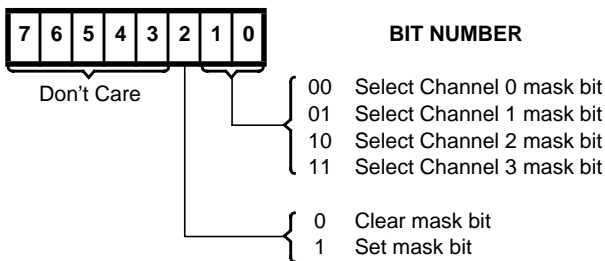 7 6 5 4 3 2 1 0 BIT NUMBER
Don't Care
00 Select Channel 0 mask bit
01 Select Channel 1 mask bit
10 Select Channel 2 mask bit
11 Select Channel 3 mask bit
0 Clear mask bit
1 Set mask bit